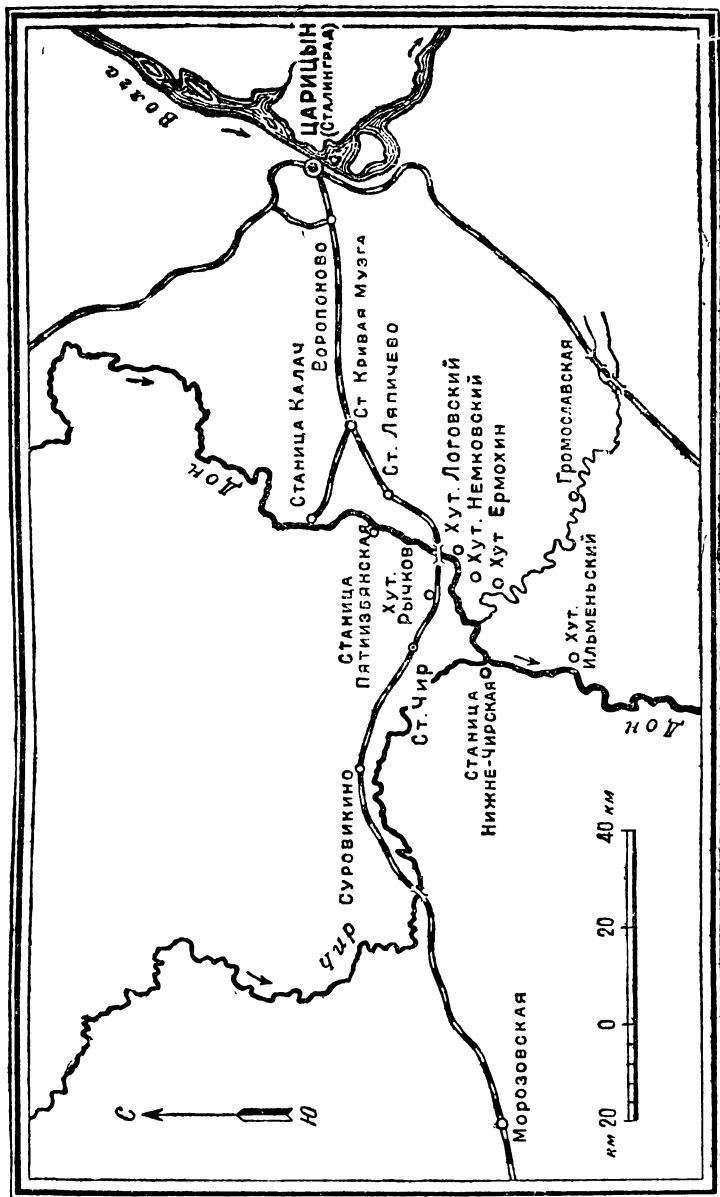 Волга
ЦАРИЦЫН
(СТАЛИНГРАД)
ВОРОПОНОВО
СТАНИЦА КАЛАЧ
Дон
СТ КРИВАЯ МУЗГА
СТ. ЛЯПИЧЕВО
СТАНИЦА
ПЯТИИЗБЯНСКАЯ
ХУТ.
РЫЧКОВ
ХУТ. ЛОГОВСКИЙ
ХУТ. НЕМКОВСКИЙ
ХУТ ЕРМОХИН
ГРОМОСЛАВСКАЯ
СУРОВИКИНО
СТ. ЧИР
СТАНИЦА
НИЖНЕ-ЧИРСКАЯ
ХУТ.
ИЛЬМЕНЬСКИЙ
Дон
Чир
МОРОЗОВСКАЯ
С
Ю
км 20 0 20 40 км